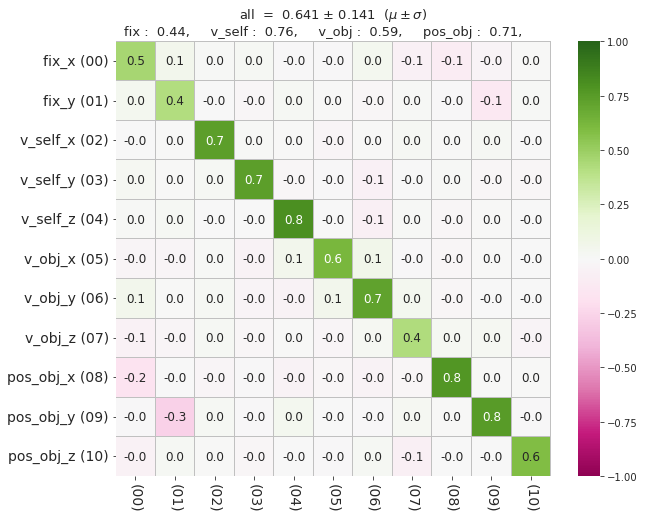 all = 0.641 ± 0.141 (μ ± σ)
fix : 0.44, v_self : 0.76, v_obj : 0.59, pos_obj : 0.71,
fix_x (00) 0.5 0.1 0.0 0.0 -0.0 -0.0 0.0 -0.1 -0.1 -0.0 0.0
fix_y (01) 0.0 0.4 -0.0 -0.0 0.0 0.0 -0.0 0.0 -0.0 -0.1 0.0
v_self_x (02) -0.0 0.0 0.7 0.0 0.0 -0.0 0.0 0.0 0.0 0.0 -0.0
v_self_y (03) 0.0 0.0 0.0 0.7 -0.0 -0.0 -0.1 -0.0 0.0 -0.0 -0.0
v_self_z (04) 0.0 0.0 -0.0 -0.0 0.8 -0.0 -0.1 0.0 0.0 -0.0 0.0
v_obj_x (05) -0.0 -0.0 0.0 -0.0 0.1 0.6 0.1 -0.0 0.0 0.0 -0.0
v_obj_y (06) 0.1 0.0 0.0 -0.0 -0.0 0.1 0.7 0.0 -0.0 0.0 -0.0
v_obj_z (07) -0.1 -0.0 0.0 -0.0 0.0 -0.0 0.0 0.4 0.0 0.0 -0.0
pos_obj_x (08) -0.2 -0.0 -0.0 -0.0 -0.0 -0.0 -0.0 -0.0 0.8 0.0 0.0
pos_obj_y (09) -0.0 -0.3 0.0 -0.0 0.0 -0.0 -0.0 0.0 0.0 0.8 -0.0
pos_obj_z (10) -0.0 0.0 -0.0 -0.0 -0.0 0.0 0.0 -0.1 0.0 -0.0 0.6
(00) (01) (02) (03) (04) (05) (06) (07) (08) (09) (10)
1.00
0.75
0.50
0.25
0.00
−0.25
−0.50
−0.75
−1.00